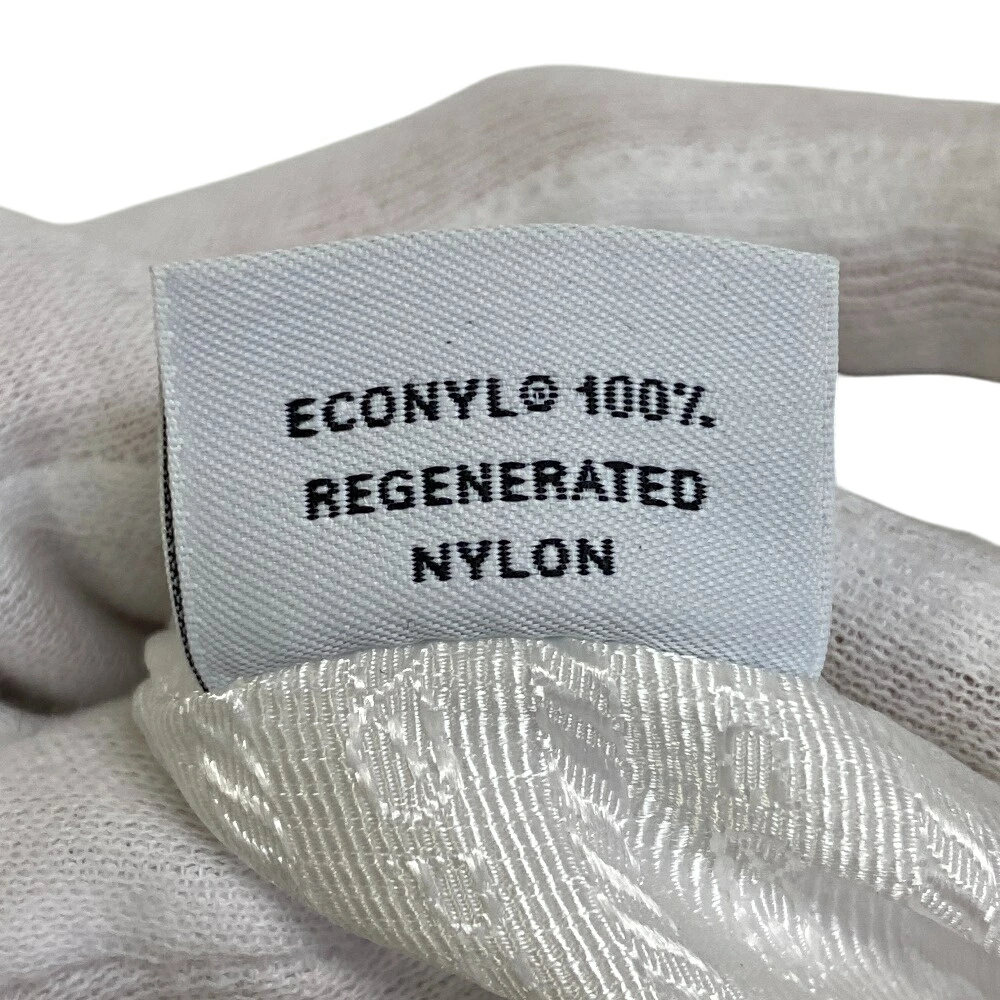 ECONYL® 100%
REGENERATED
NYLON